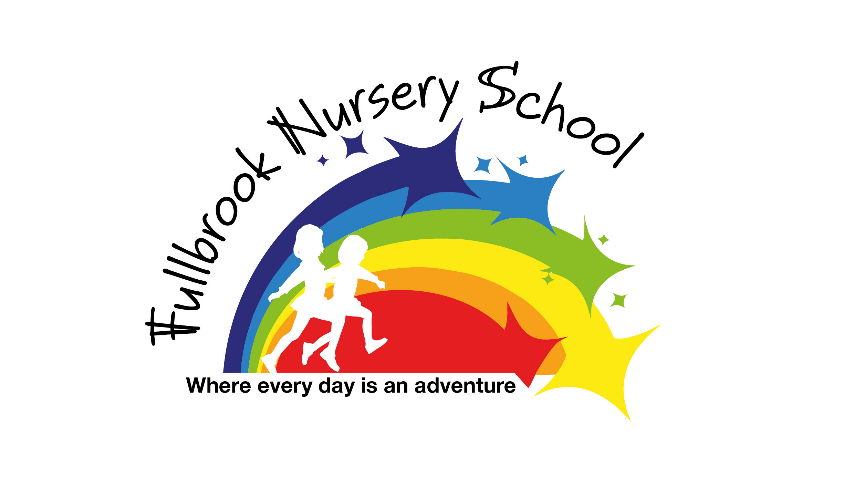 Fullbrook Nursery School
Where every day is an adventure